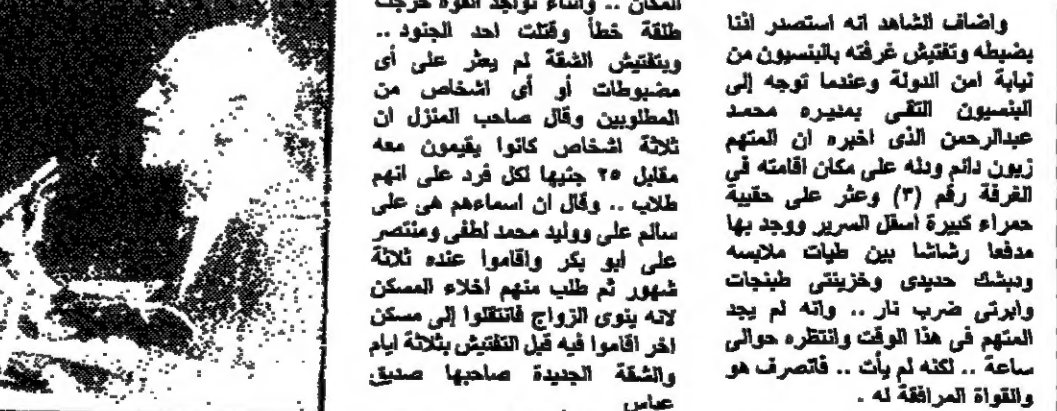 واضاف الشاهد انه استصدر اذنا
بضبطه وتفتيش غرفته بالبنسيون من
نيابة امن الدولة وعندما توجه إلى
البنسيون التقى بمديره محمد
عبدالرحمن الذى اخبره ان المتهم
زبون دائم ودله على مكان اقامته فى
الغرفة رقم (٣) وعثر على حقيبة
حمراء كبيرة اسفل السرير ووجد بها
مدفعا رشاشا بين طيات ملابسه
ودبشك حديدى وخزينتى طبنجات
وابرتى ضرب نار .. وانه لم يجد
المتهم فى هذا الوقت وانتظره حوالى
ساعة .. لكنه لم يأت .. فانصرف هو
والقواة المرافقة له .
المكان .. واثناء تواجد القوة خرجت
طلقة خطأ وقتلت احد الجنود ..
وبتفتيش الشقة لم يعثر على أى
مضبوطات أو أى اشخاص من
المطلوبين وقال صاحب المنزل ان
ثلاثة اشخاص كانوا يقيمون معه
مقابل ٢٥ جنيها لكل فرد على انهم
طلاب .. وقال ان اسماءهم هى على
سالم على ووليد محمد لطفى ومنتصر
على ابو بكر واقاموا عنده ثلاثة
شهور ثم طلب منهم اخلاء المسكن
لانه ينوى الزواج فانتقلوا إلى مسكن
اخر اقاموا فيه قبل التفتيش بثلاثة ايام
والشقة الجديدة صاحبها صديق
عباس